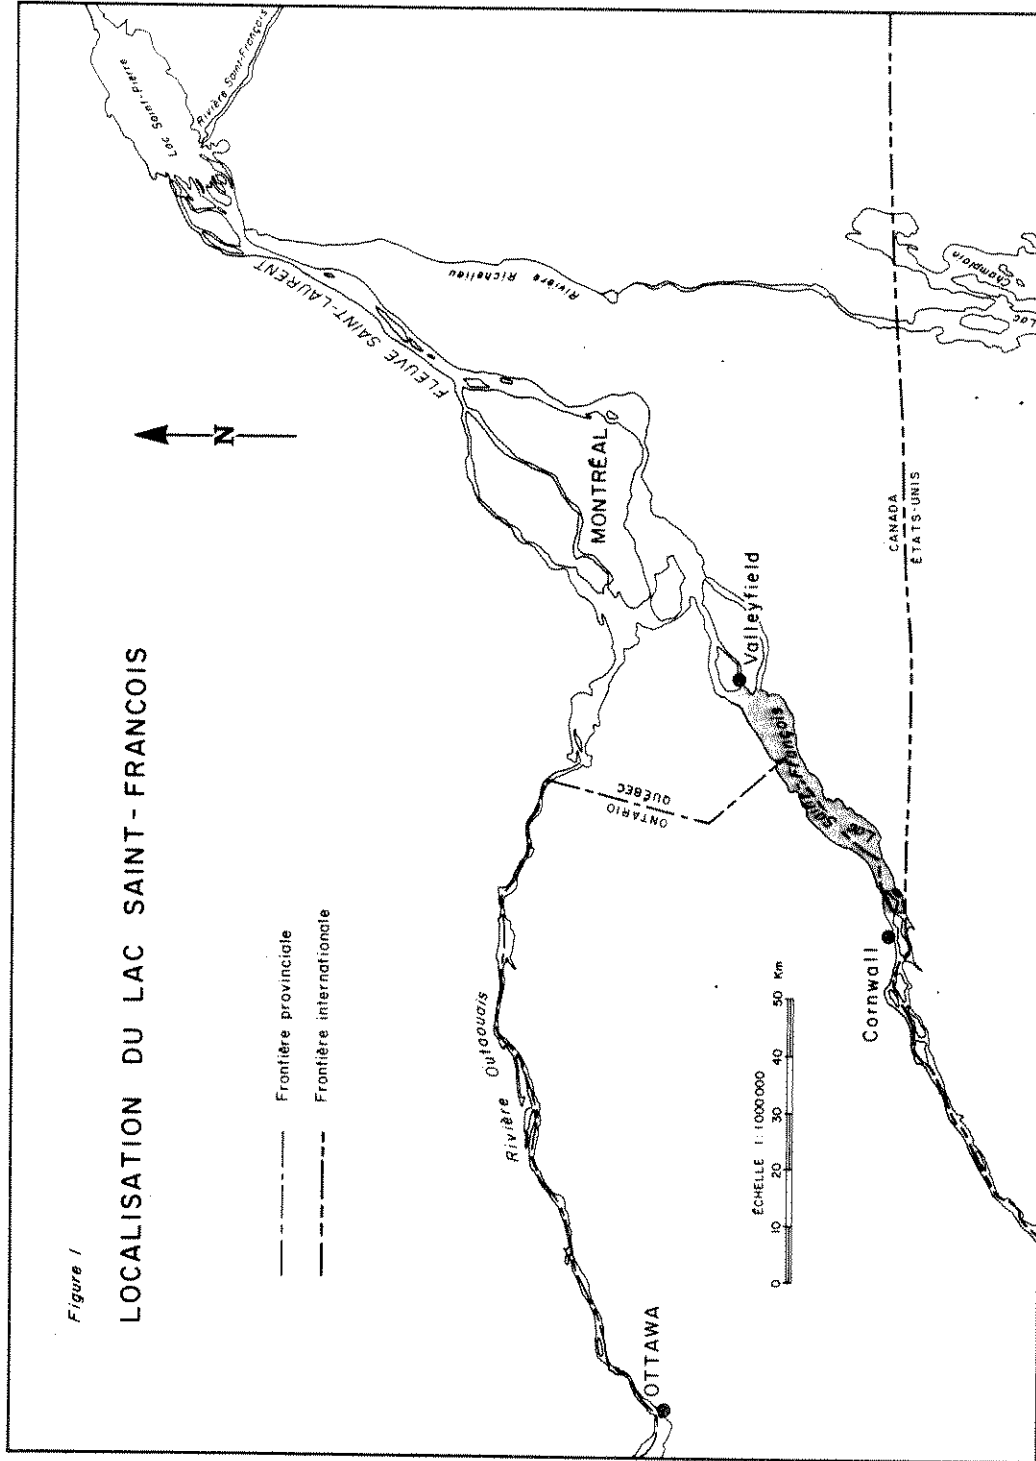 Figure 1
LOCALISATION DU LAC SAINT-FRANCOIS
Frontière provinciale
Frontière internationale
N
Lac Saint-Pierre
Rivière Saint-François
FLEUVE SAINT-LAURENT
Rivière Richelieu
Lac Champlain
MONTRÉAL
Rivière Outaouais
OTTAWA
ONTARIO
QUÉBEC
Valleyfield
Lac Saint-François
Cornwall
CANADA
ÉTATS-UNIS
ÉCHELLE 1:1000000
0 10 20 30 40 50 Km